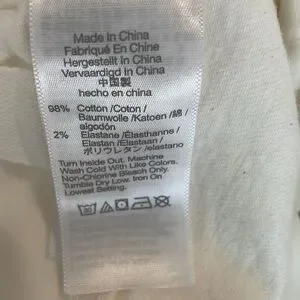 Made In China
Fabriqué En Chine
Hergestellt In China
Vervaardigd In China
中国製
hecho en china
98% Cotton /Coton /
Baumwolle /Katoen /綿 /
algodón
2% Elastane /Élasthanne /
Elastan /Elastaan /
ポリウレタン /elastano
Turn Inside Out. Machine
Wash Cold With Like Colors.
Non-Chlorine Bleach Only.
Tumble Dry Low. Iron On
Lowest Setting.